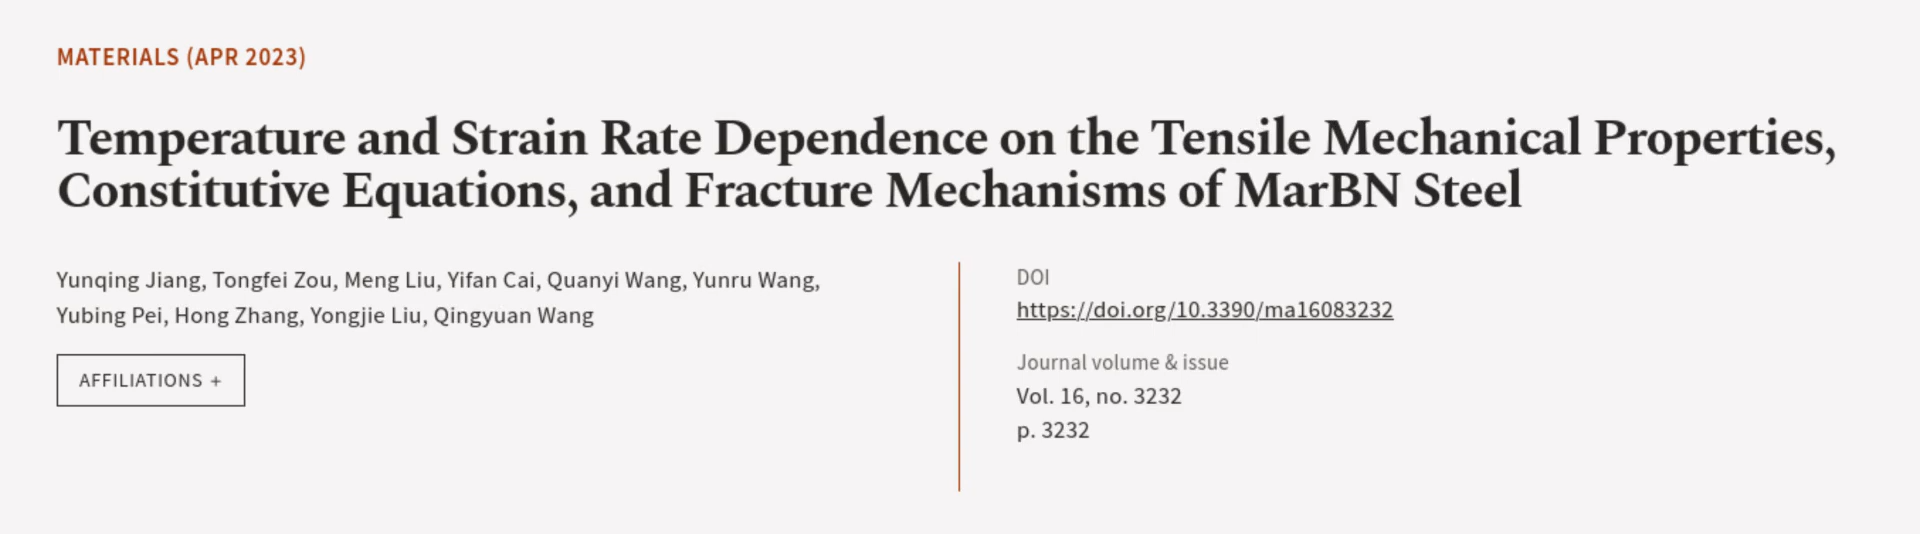 MATERIALS (APR 2023)
Temperature and Strain Rate Dependence on the Tensile Mechanical Properties,
Constitutive Equations, and Fracture Mechanisms of MarBN Steel
Yunqing Jiang, Tongfei Zou, Meng Liu, Yifan Cai, Quanyi Wang, Yunru Wang,
Yubing Pei, Hong Zhang, Yongjie Liu, Qingyuan Wang
AFFILIATIONS +
DOI
https://doi.org/10.3390/ma16083232
Journal volume & issue
Vol. 16, no. 3232
p. 3232